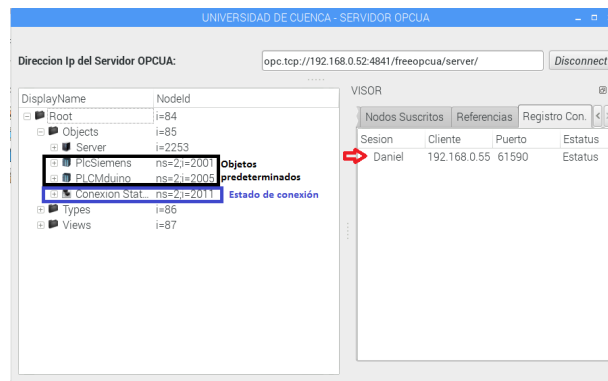 UNIVERSIDAD DE CUENCA - SERVIDOR OPCUA
Direccion Ip del Servidor OPCUA:
opc.tcp://192.168.0.52:4841/freeopcua/server/
Disconnect
DisplayName NodeId
Root i=84
Objects i=85
Server i=2253
PlcSiemens ns=2;i=2001
PLCMduino ns=2;i=2005
Conexion Stat... ns=2;i=2011
Types i=86
Views i=87
Objetos
predeterminados
Estado de conexión
VISOR
Nodos Suscritos Referencias Registro Con.
Sesion Cliente Puerto Estatus
Daniel 192.168.0.55 61590 Estatus